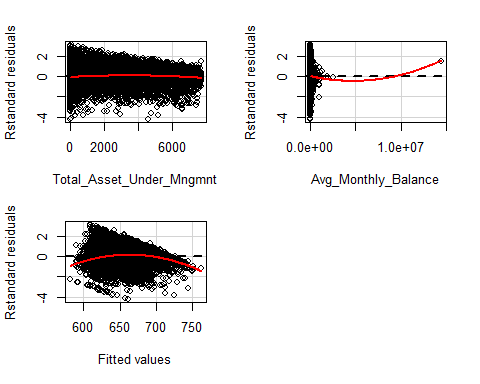 Rstandard residuals
2
0
-4
0
2000
6000
Total_Asset_Under_Mngmnt
Rstandard residuals
2
0
-4
0.0e+00
1.0e+07
Avg_Monthly_Balance
Rstandard residuals
2
0
-4
600
650
700
750
Fitted values